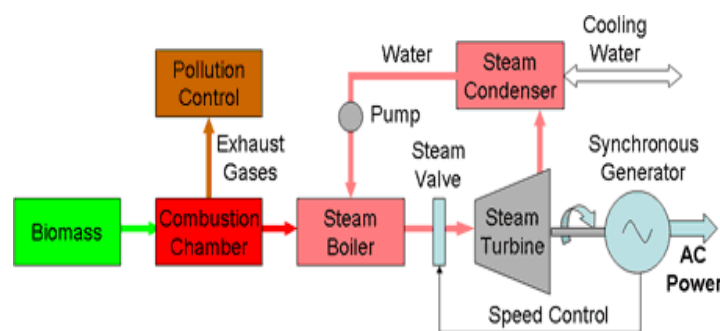 Cooling
Water
Water
Steam
Condenser
Pollution
Control
Pump
Exhaust
Gases
Steam
Valve
Synchronous
Generator
Biomass
Combustion
Chamber
Steam
Boiler
Steam
Turbine
AC
Power
Speed Control